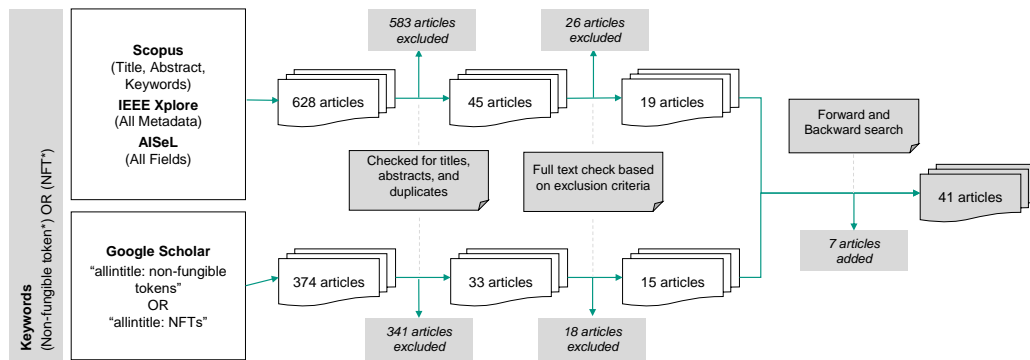 Keywords
(Non-fungible token*) OR (NFT*)
Scopus
(Title, Abstract,
Keywords)
IEEE Xplore
(All Metadata)
AISeL
(All Fields)
628 articles
583 articles
excluded
45 articles
26 articles
excluded
19 articles
Checked for titles,
abstracts, and
duplicates
Full text check based
on exclusion criteria
Forward and
Backward search
41 articles
7 articles
added
Google Scholar
“allintitle: non-fungible
tokens”
OR
“allintitle: NFTs”
374 articles
341 articles
excluded
33 articles
18 articles
excluded
15 articles